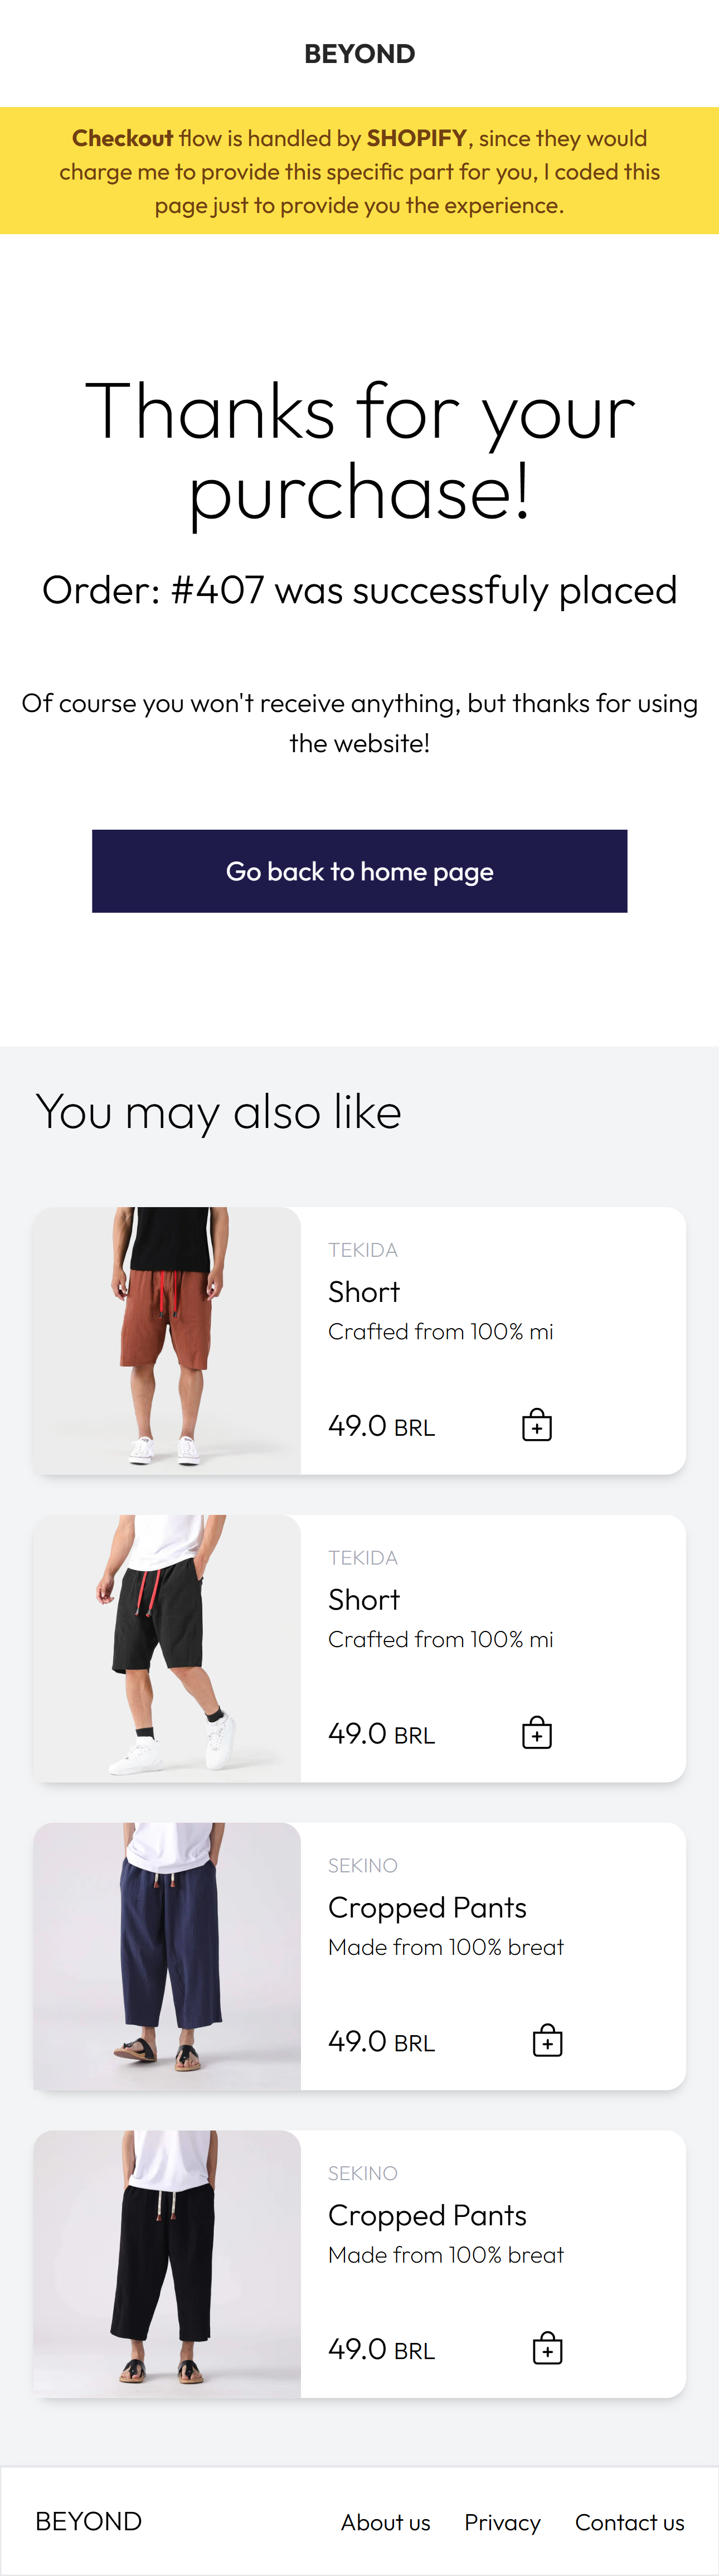 BEYOND
Checkout flow is handled by SHOPIFY, since they would
charge me to provide this specific part for you, I coded this
page just to provide you the experience.
Thanks for your
purchase!
Order: #407 was successfuly placed
Of course you won't receive anything, but thanks for using
the website!
Go back to home page
You may also like
TEKIDA
Short
Crafted from 100% mi
49.0 BRL
TEKIDA
Short
Crafted from 100% mi
49.0 BRL
SEKINO
Cropped Pants
Made from 100% breat
49.0 BRL
SEKINO
Cropped Pants
Made from 100% breat
49.0 BRL
BEYOND About us Privacy Contact us